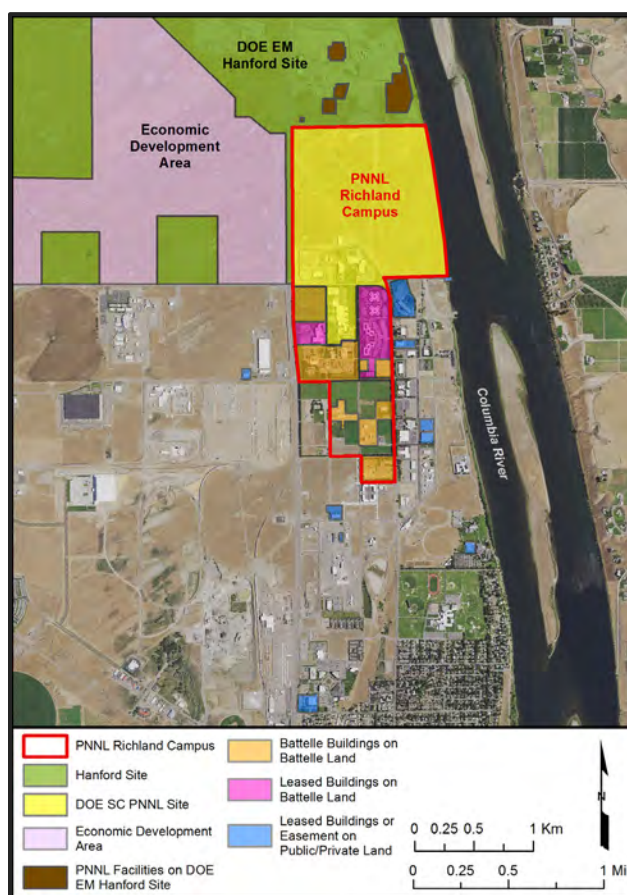 DOE EM
Hanford Site
Economic
Development
Area
PNNL
Richland
Campus
Columbia River
PNNL Richland Campus
Hanford Site
DOE SC PNNL Site
Economic Development
Area
PNNL Facilities on DOE
EM Hanford Site
Battelle Buildings on
Battelle Land
Leased Buildings on
Battelle Land
Leased Buildings or
Easement on
Public/Private Land
N
0 0.25 0.5 1 Km
0 0.25 0.5 1 Mi